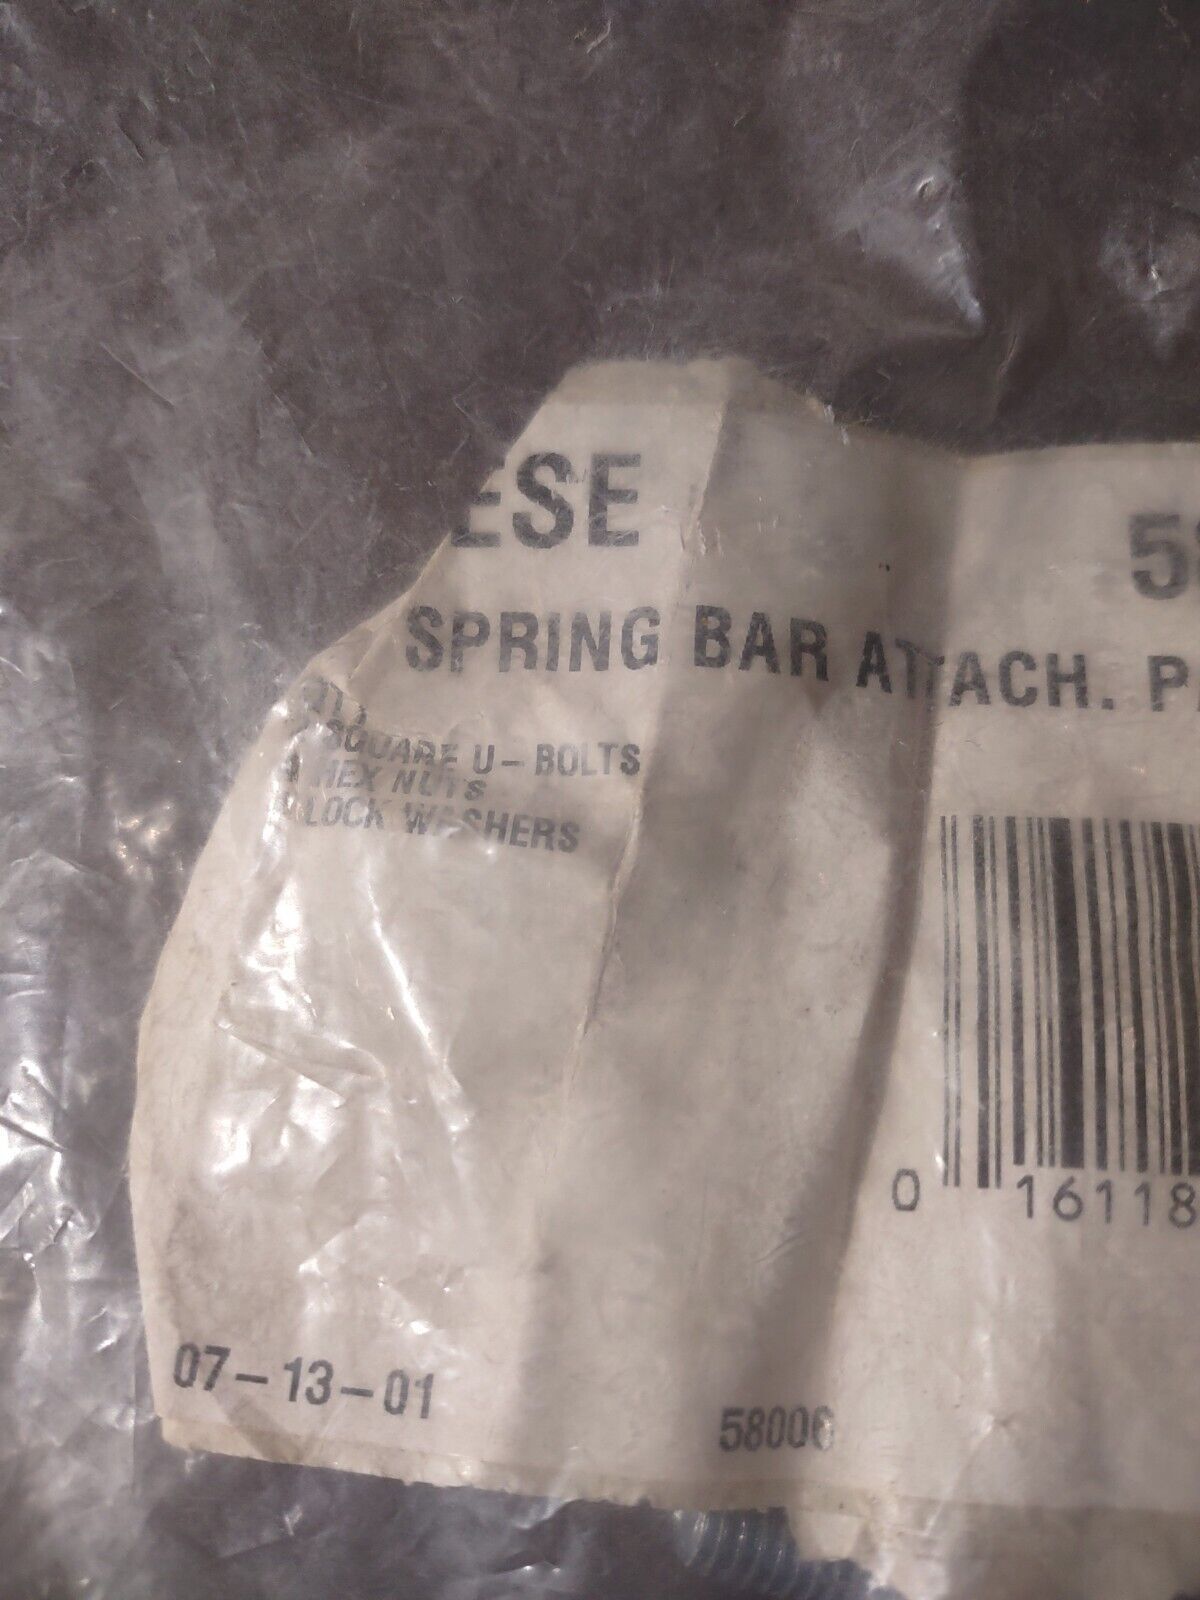 ESE
SPRING BAR ATTACH. P
SQUARE U-BOLTS
HEX NUTS
LOCK WASHERS
0 16118
07-13-01
58006